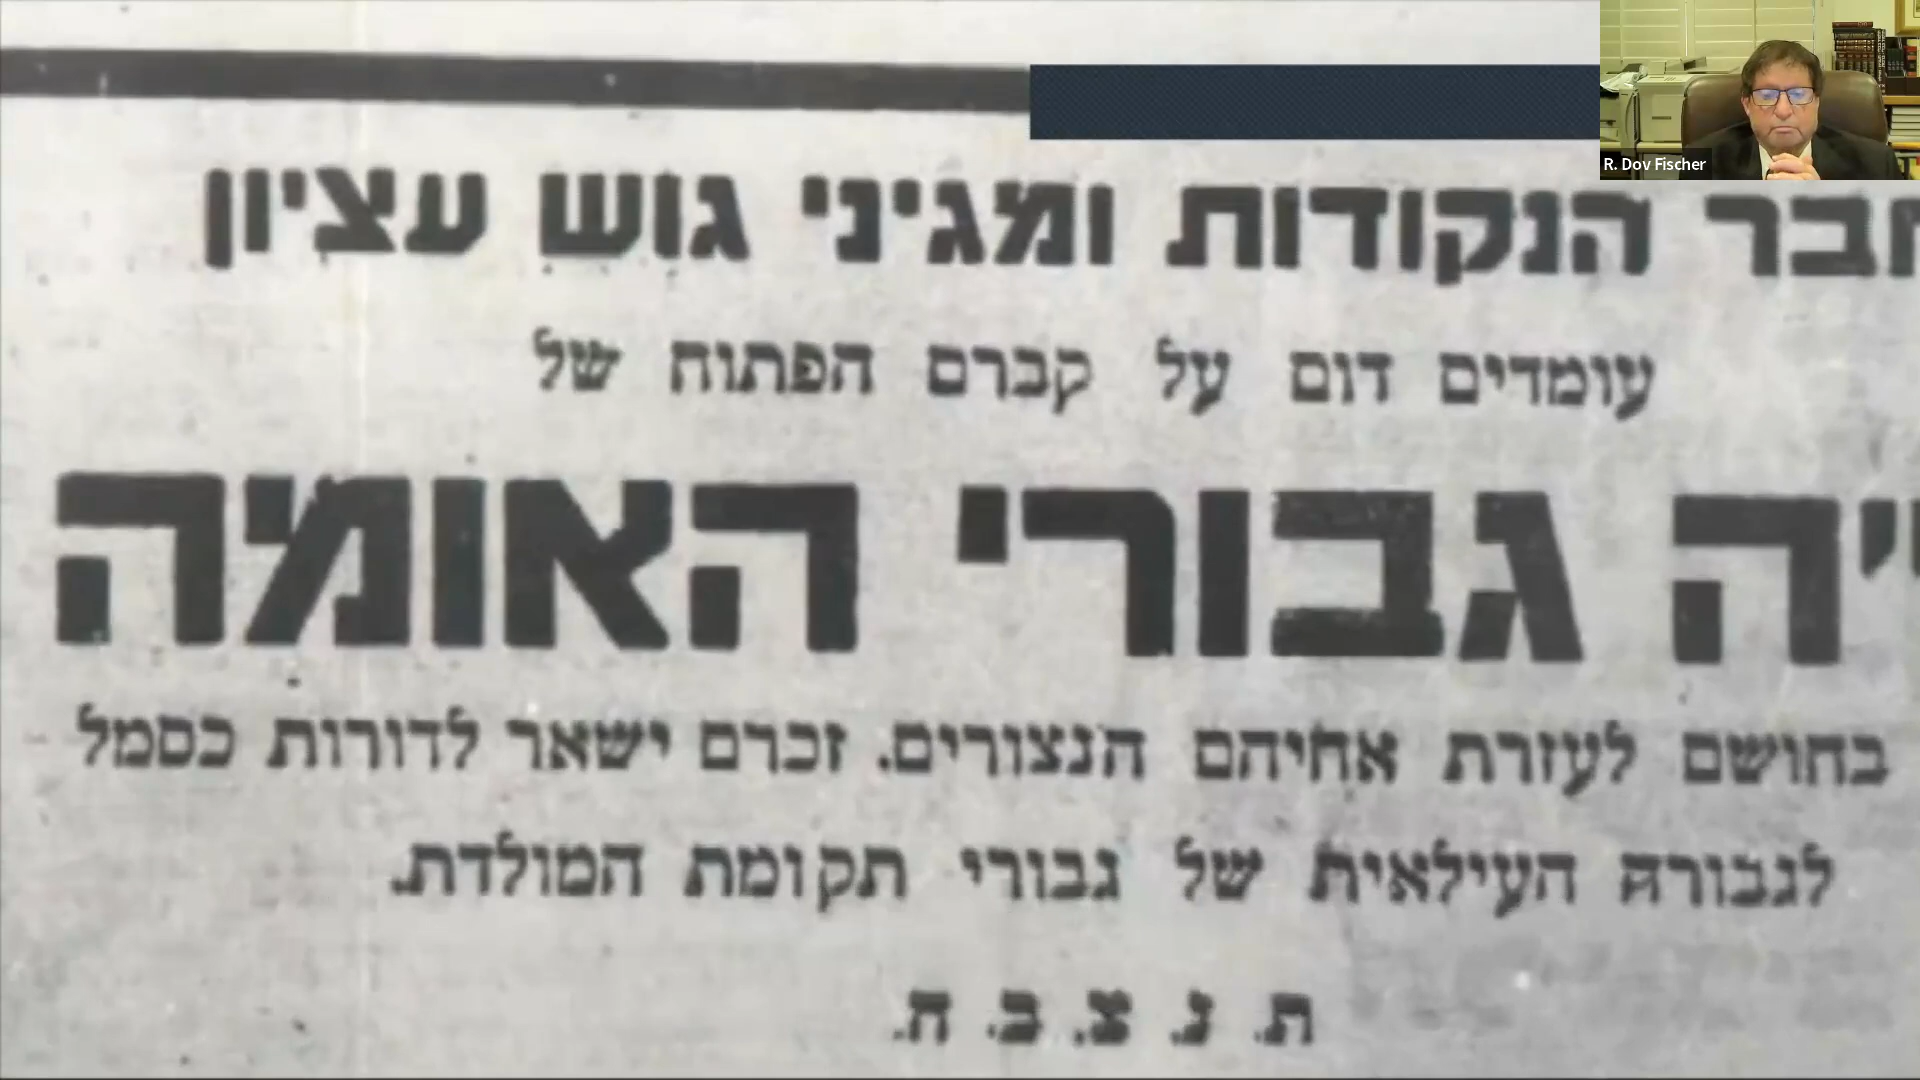 R. Dov Fischer
חבר הנקודות ומגיני גוש עציון
עומדים דום על קברם הפתוח של
גבורי האומה
בחושם לעזרת אחיהם הנצורים. זכרם ישאר לדורות כסמל
לגבורה העילאית של גבורי תקומת המולדת.
ת. נ. צ. ב. ה.